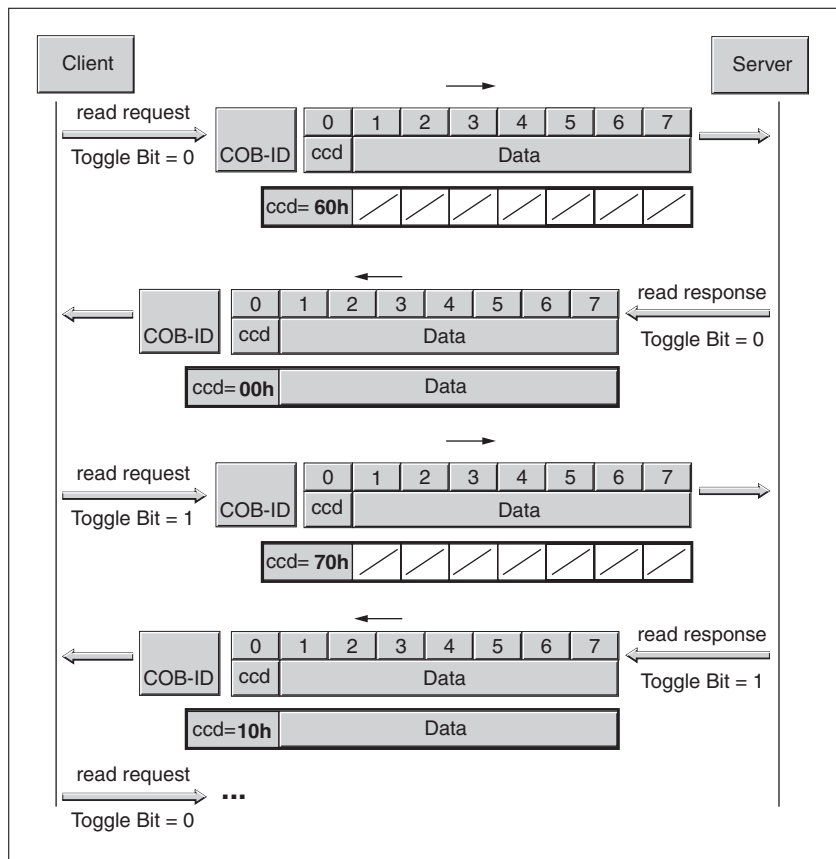 Client
Server
read request
Toggle Bit = 0
COB-ID
0 1 2 3 4 5 6 7
ccd Data
ccd= 60h
read response
Toggle Bit = 0
COB-ID
0 1 2 3 4 5 6 7
ccd Data
ccd= 00h Data
read request
Toggle Bit = 1
COB-ID
0 1 2 3 4 5 6 7
ccd Data
ccd= 70h
read response
Toggle Bit = 1
COB-ID
0 1 2 3 4 5 6 7
ccd Data
ccd=10h Data
read request
Toggle Bit = 0
...